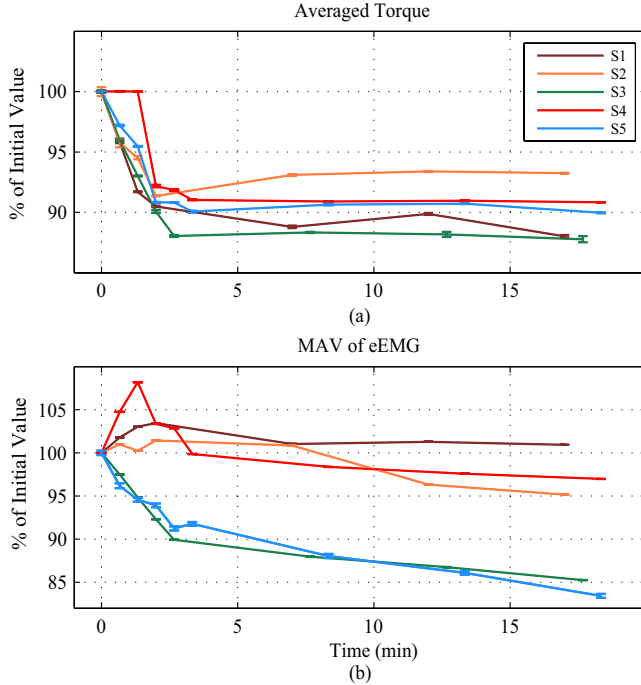 Averaged Torque
% of Initial Value
100
95
90
0
5
10
15
S1
S2
S3
S4
S5
(a)
MAV of eEMG
% of Initial Value
105
100
95
90
85
0
5
10
15
Time (min)
(b)